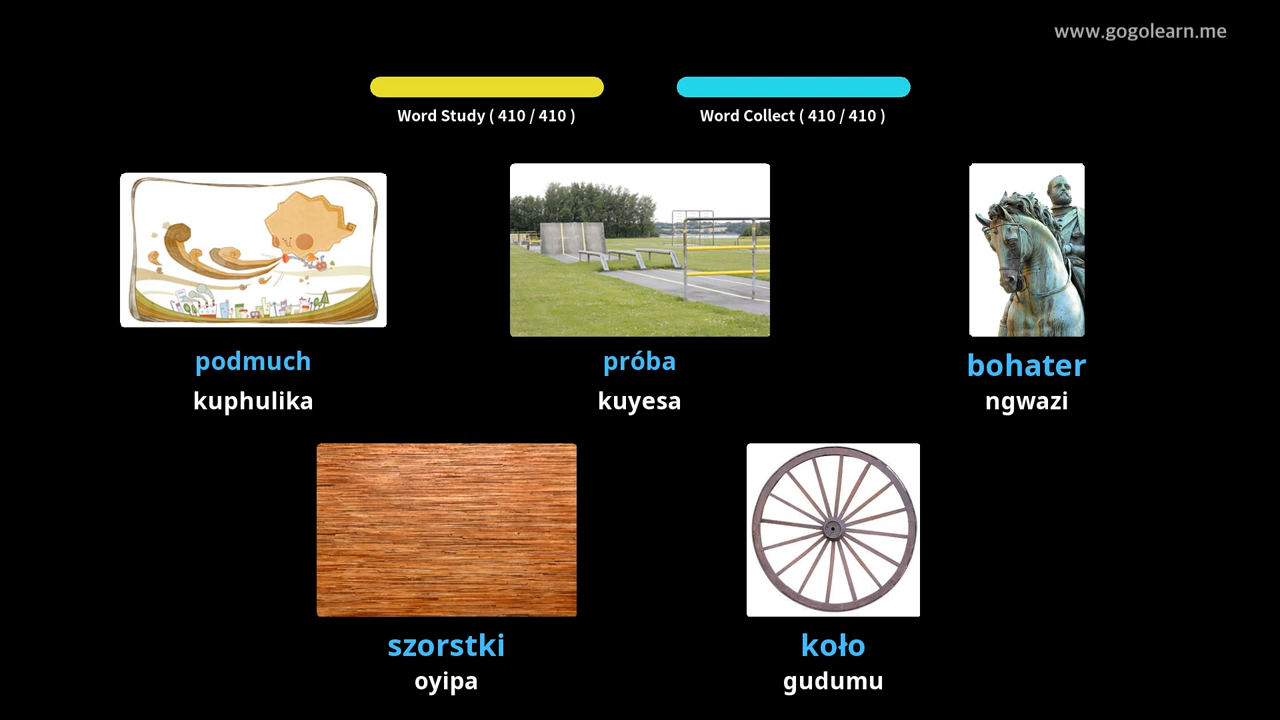 www.gogolearn.me
Word Study ( 410 / 410 )
Word Collect ( 410 / 410 )
podmuch
kuphulika
próba
kuyesa
bohater
ngwazi
szorstki
oyipa
koło
gudumu